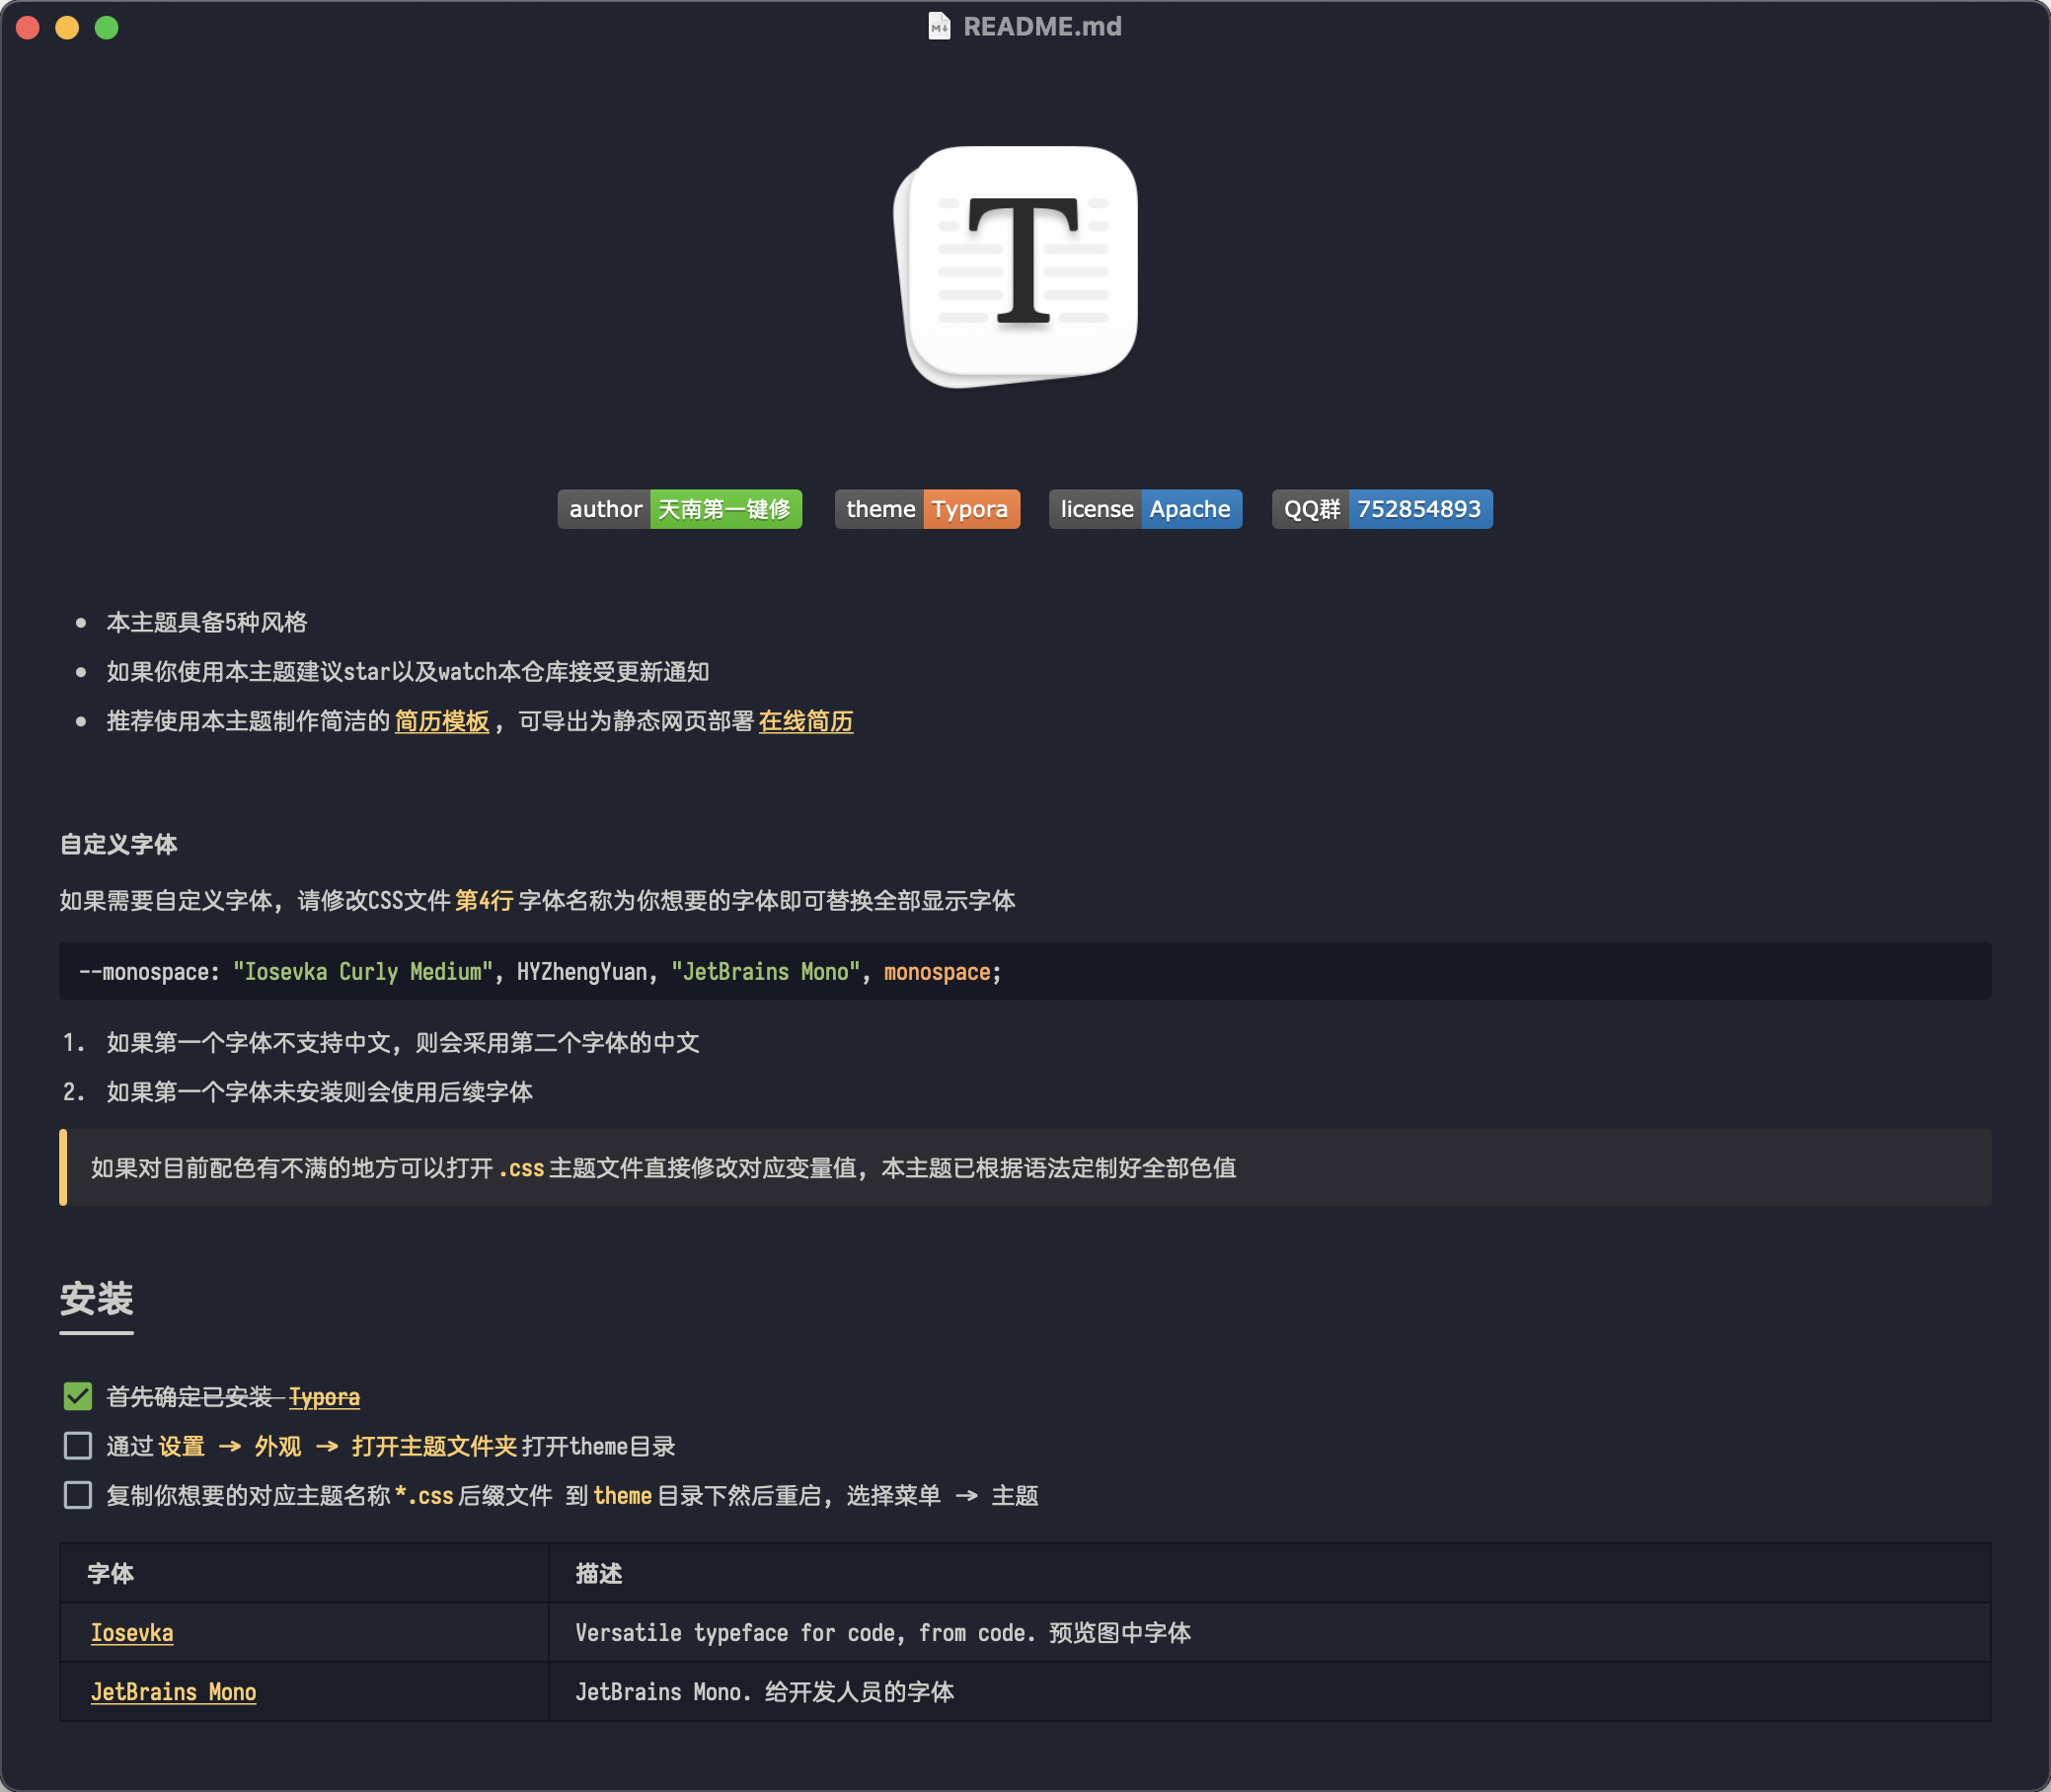 README.md
T
author 天南第一键修 theme Typora license Apache QQ群 752854893
本主题具备5种风格
如果你使用本主题建议star以及watch本仓库接受更新通知
推荐使用本主题制作简洁的 简历模板 ，可导出为静态网页部署 在线简历
自定义字体
如果需要自定义字体，请修改CSS文件 第4行 字体名称为你想要的字体即可替换全部显示字体
--monospace: "Iosevka Curly Medium", HYZhengYuan, "JetBrains Mono", monospace;
1. 如果第一个字体不支持中文，则会采用第二个字体的中文
2. 如果第一个字体未安装则会使用后续字体
如果对目前配色有不满的地方可以打开 .css 主题文件直接修改对应变量值，本主题已根据语法定制好全部色值
安装
首先确定已安装 Typora
通过 设置 → 外观 → 打开主题文件夹 打开theme目录
复制你想要的对应主题名称 *.css 后缀文件 到 theme 目录下然后重启，选择菜单 → 主题
字体 描述
Iosevka Versatile typeface for code, from code. 预览图中字体
JetBrains Mono JetBrains Mono. 给开发人员的字体